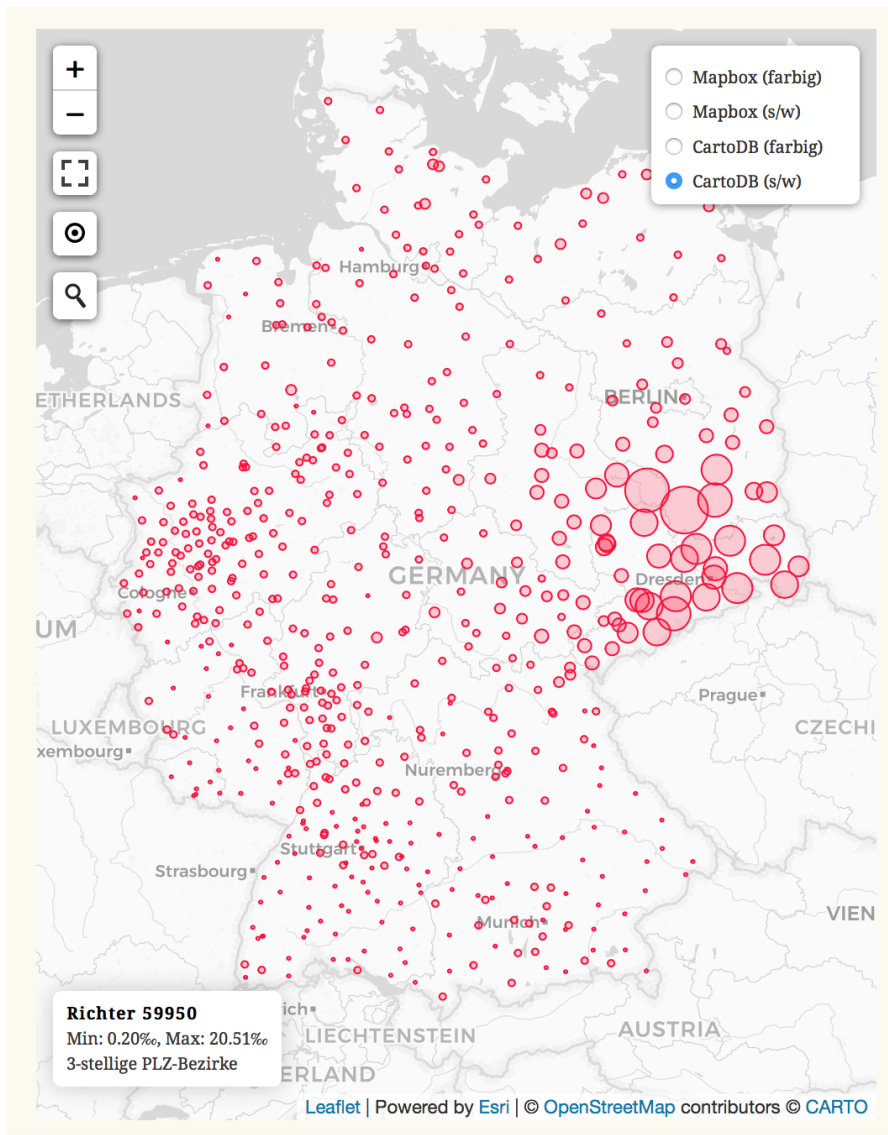 +
Mapbox (farbig)
−
Mapbox (s/w)
CartoDB (farbig)
CartoDB (s/w)
Hamburg
Bremen
ETHERLANDS
BERLIN
GERMANY
Dresden
Cologne
UM
Frankfurt
Prague
LUXEMBOURG
CZECHI
xembourg
Nuremberg
Stuttgart
Strasbourg
VIEN
Munich
Richter 59950
ich
Min: 0.20‰, Max: 20.51‰
LIECHTENSTEIN
AUSTRIA
3-stellige PLZ-Bezirke
ERLAND
Leaflet | Powered by Esri | © OpenStreetMap contributors © CARTO